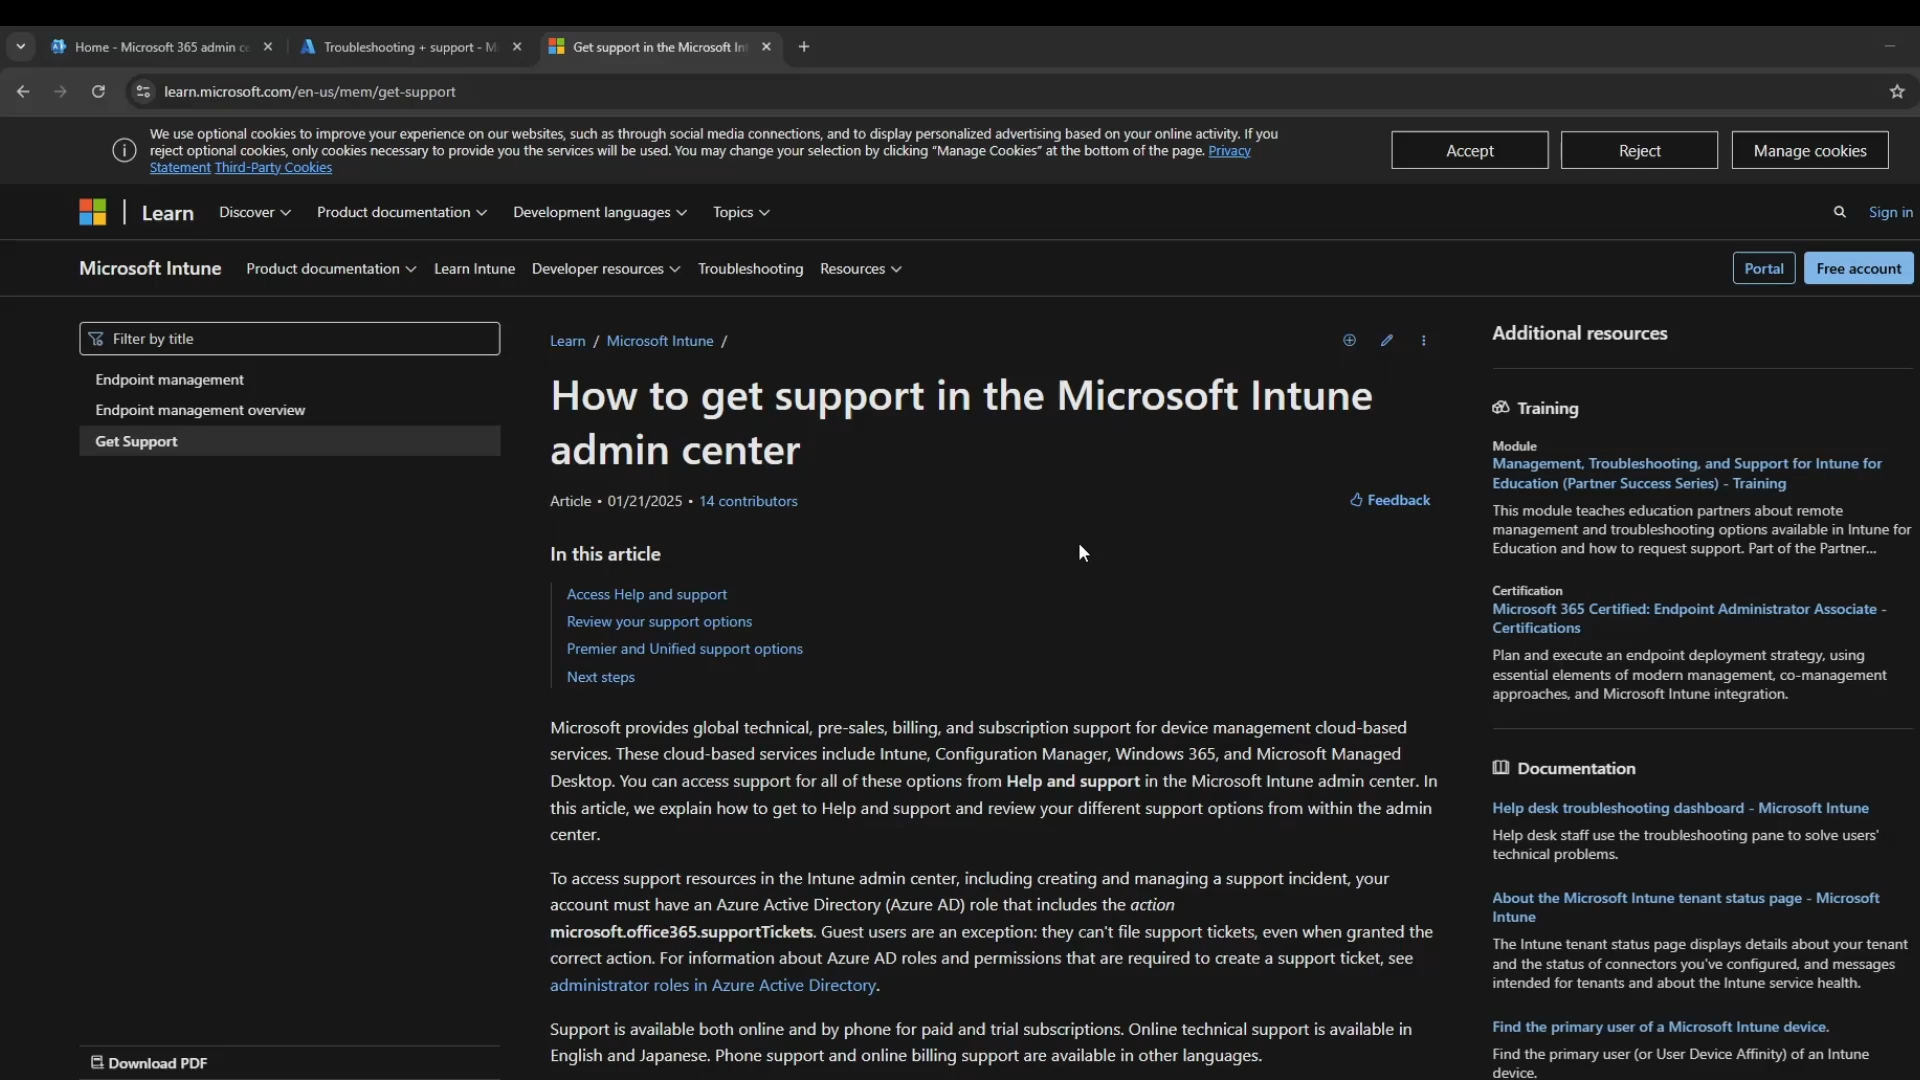 Home - Microsoft 365 admin ce
Troubleshooting + support - M
Get support in the Microsoft In
learn.microsoft.com/en-us/mem/get-support
We use optional cookies to improve your experience on our websites, such as through social media connections, and to display personalized advertising based on your online activity. If you
reject optional cookies, only cookies necessary to provide you the services will be used. You may change your selection by clicking "Manage Cookies" at the bottom of the page. Privacy
Statement Third-Party Cookies
Accept
Reject
Manage cookies
Learn
Discover
Product documentation
Development languages
Topics
Sign in
Microsoft Intune
Product documentation
Learn Intune
Developer resources
Troubleshooting
Resources
Portal
Free account
Filter by title
Endpoint management
Endpoint management overview
Get Support
Download PDF
Learn / Microsoft Intune /
How to get support in the Microsoft Intune
admin center
Article • 01/21/2025 • 14 contributors
Feedback
In this article
Access Help and support
Review your support options
Premier and Unified support options
Next steps
Microsoft provides global technical, pre-sales, billing, and subscription support for device management cloud-based
services. These cloud-based services include Intune, Configuration Manager, Windows 365, and Microsoft Managed
Desktop. You can access support for all of these options from Help and support in the Microsoft Intune admin center. In
this article, we explain how to get to Help and support and review your different support options from within the admin
center.
To access support resources in the Intune admin center, including creating and managing a support incident, your
account must have an Azure Active Directory (Azure AD) role that includes the action
microsoft.office365.supportTickets. Guest users are an exception: they can't file support tickets, even when granted the
correct action. For information about Azure AD roles and permissions that are required to create a support ticket, see
administrator roles in Azure Active Directory.
Support is available both online and by phone for paid and trial subscriptions. Online technical support is available in
English and Japanese. Phone support and online billing support are available in other languages.
Additional resources
Training
Module
Management, Troubleshooting, and Support for Intune for
Education (Partner Success Series) - Training
This module teaches education partners about remote
management and troubleshooting options available in Intune for
Education and how to request support. Part of the Partner...
Certification
Microsoft 365 Certified: Endpoint Administrator Associate -
Certifications
Plan and execute an endpoint deployment strategy, using
essential elements of modern management, co-management
approaches, and Microsoft Intune integration.
Documentation
Help desk troubleshooting dashboard - Microsoft Intune
Help desk staff use the troubleshooting pane to solve users'
technical problems.
About the Microsoft Intune tenant status page - Microsoft
Intune
The Intune tenant status page displays details about your tenant
and the status of connectors you've configured, and messages
intended for tenants and about the Intune service health.
Find the primary user of a Microsoft Intune device.
Find the primary user (or User Device Affinity) of an Intune
device.